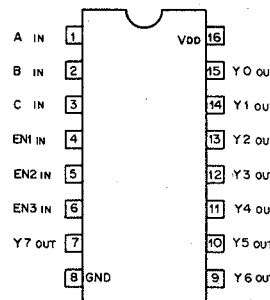 A IN 1 VDD 16
B IN 2 15 Y0 OUT
C IN 3 14 Y1 OUT
EN1 IN 4 13 Y2 OUT
EN2 IN 5 12 Y3 OUT
EN3 IN 6 11 Y4 OUT
Y7 OUT 7 10 Y5 OUT
8 GND 9 Y6 OUT